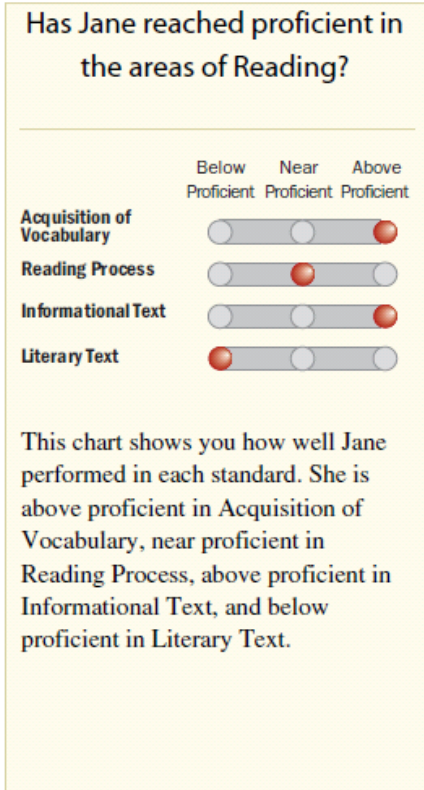 Has Jane reached proficient in
the areas of Reading?
Below Near Above
Proficient Proficient Proficient
Acquisition of
Vocabulary
Reading Process
Informational Text
Literary Text
This chart shows you how well Jane
performed in each standard. She is
above proficient in Acquisition of
Vocabulary, near proficient in
Reading Process, above proficient in
Informational Text, and below
proficient in Literary Text.